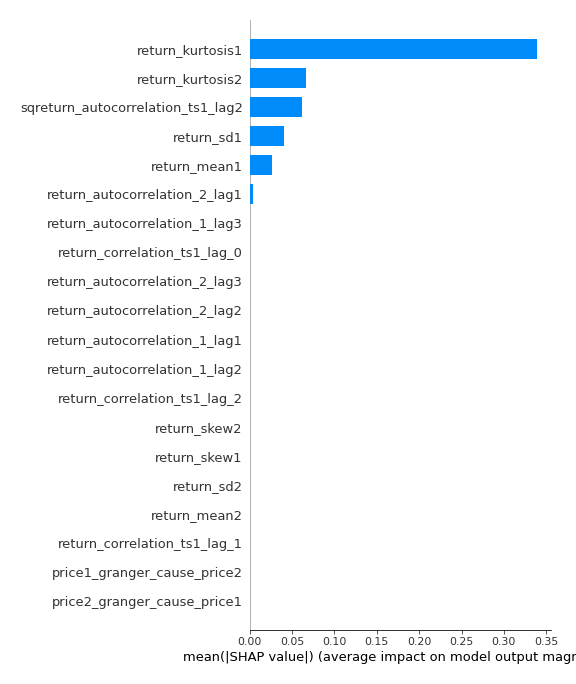 return_kurtosis1
return_kurtosis2
sqreturn_autocorrelation_ts1_lag2
return_sd1
return_mean1
return_autocorrelation_2_lag1
return_autocorrelation_1_lag3
return_correlation_ts1_lag_0
return_autocorrelation_2_lag3
return_autocorrelation_2_lag2
return_autocorrelation_1_lag1
return_autocorrelation_1_lag2
return_correlation_ts1_lag_2
return_skew2
return_skew1
return_sd2
return_mean2
return_correlation_ts1_lag_1
price1_granger_cause_price2
price2_granger_cause_price1
0.00 0.05 0.10 0.15 0.20 0.25 0.30 0.35
mean(|SHAP value|) (average impact on model output magn